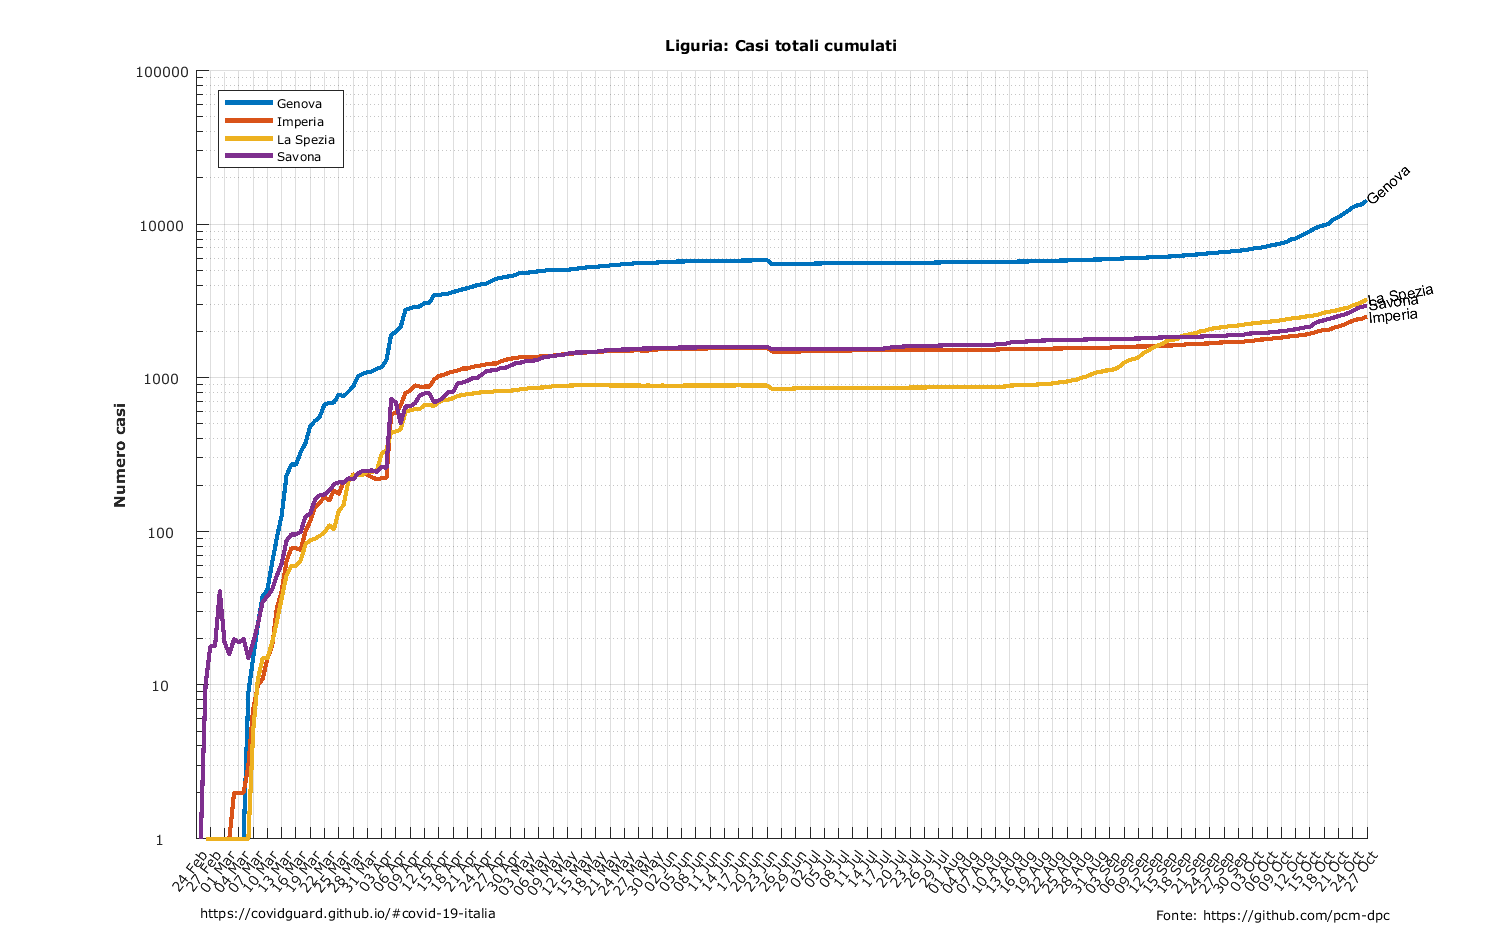 Liguria: Casi totali cumulati
Numero casi
100000
10000
1000
100
10
1
Genova
Imperia
La Spezia
Savona
Genova
La Spezia
Savona
Imperia
24 Feb
27 Feb
01 Mar
04 Mar
07 Mar
10 Mar
13 Mar
16 Mar
19 Mar
22 Mar
25 Mar
28 Mar
31 Mar
03 Apr
06 Apr
09 Apr
12 Apr
15 Apr
18 Apr
21 Apr
24 Apr
27 Apr
30 Apr
03 May
06 May
09 May
12 May
15 May
18 May
21 May
24 May
27 May
30 May
02 Jun
05 Jun
08 Jun
11 Jun
14 Jun
17 Jun
20 Jun
23 Jun
26 Jun
29 Jun
02 Jul
05 Jul
08 Jul
11 Jul
14 Jul
17 Jul
20 Jul
23 Jul
26 Jul
29 Jul
01 Aug
04 Aug
07 Aug
10 Aug
13 Aug
16 Aug
19 Aug
22 Aug
25 Aug
28 Aug
31 Aug
03 Sep
06 Sep
09 Sep
12 Sep
15 Sep
18 Sep
21 Sep
24 Sep
27 Sep
30 Sep
03 Oct
06 Oct
09 Oct
12 Oct
15 Oct
18 Oct
21 Oct
24 Oct
27 Oct
https://covidguard.github.io/#covid-19-italia
Fonte: https://github.com/pcm-dpc